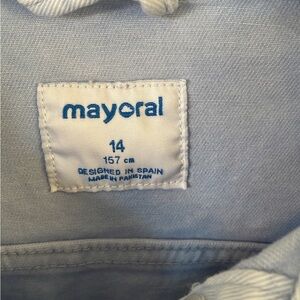 mayoral
14
157 cm
DESIGNED IN SPAIN
MADE IN PAKISTAN